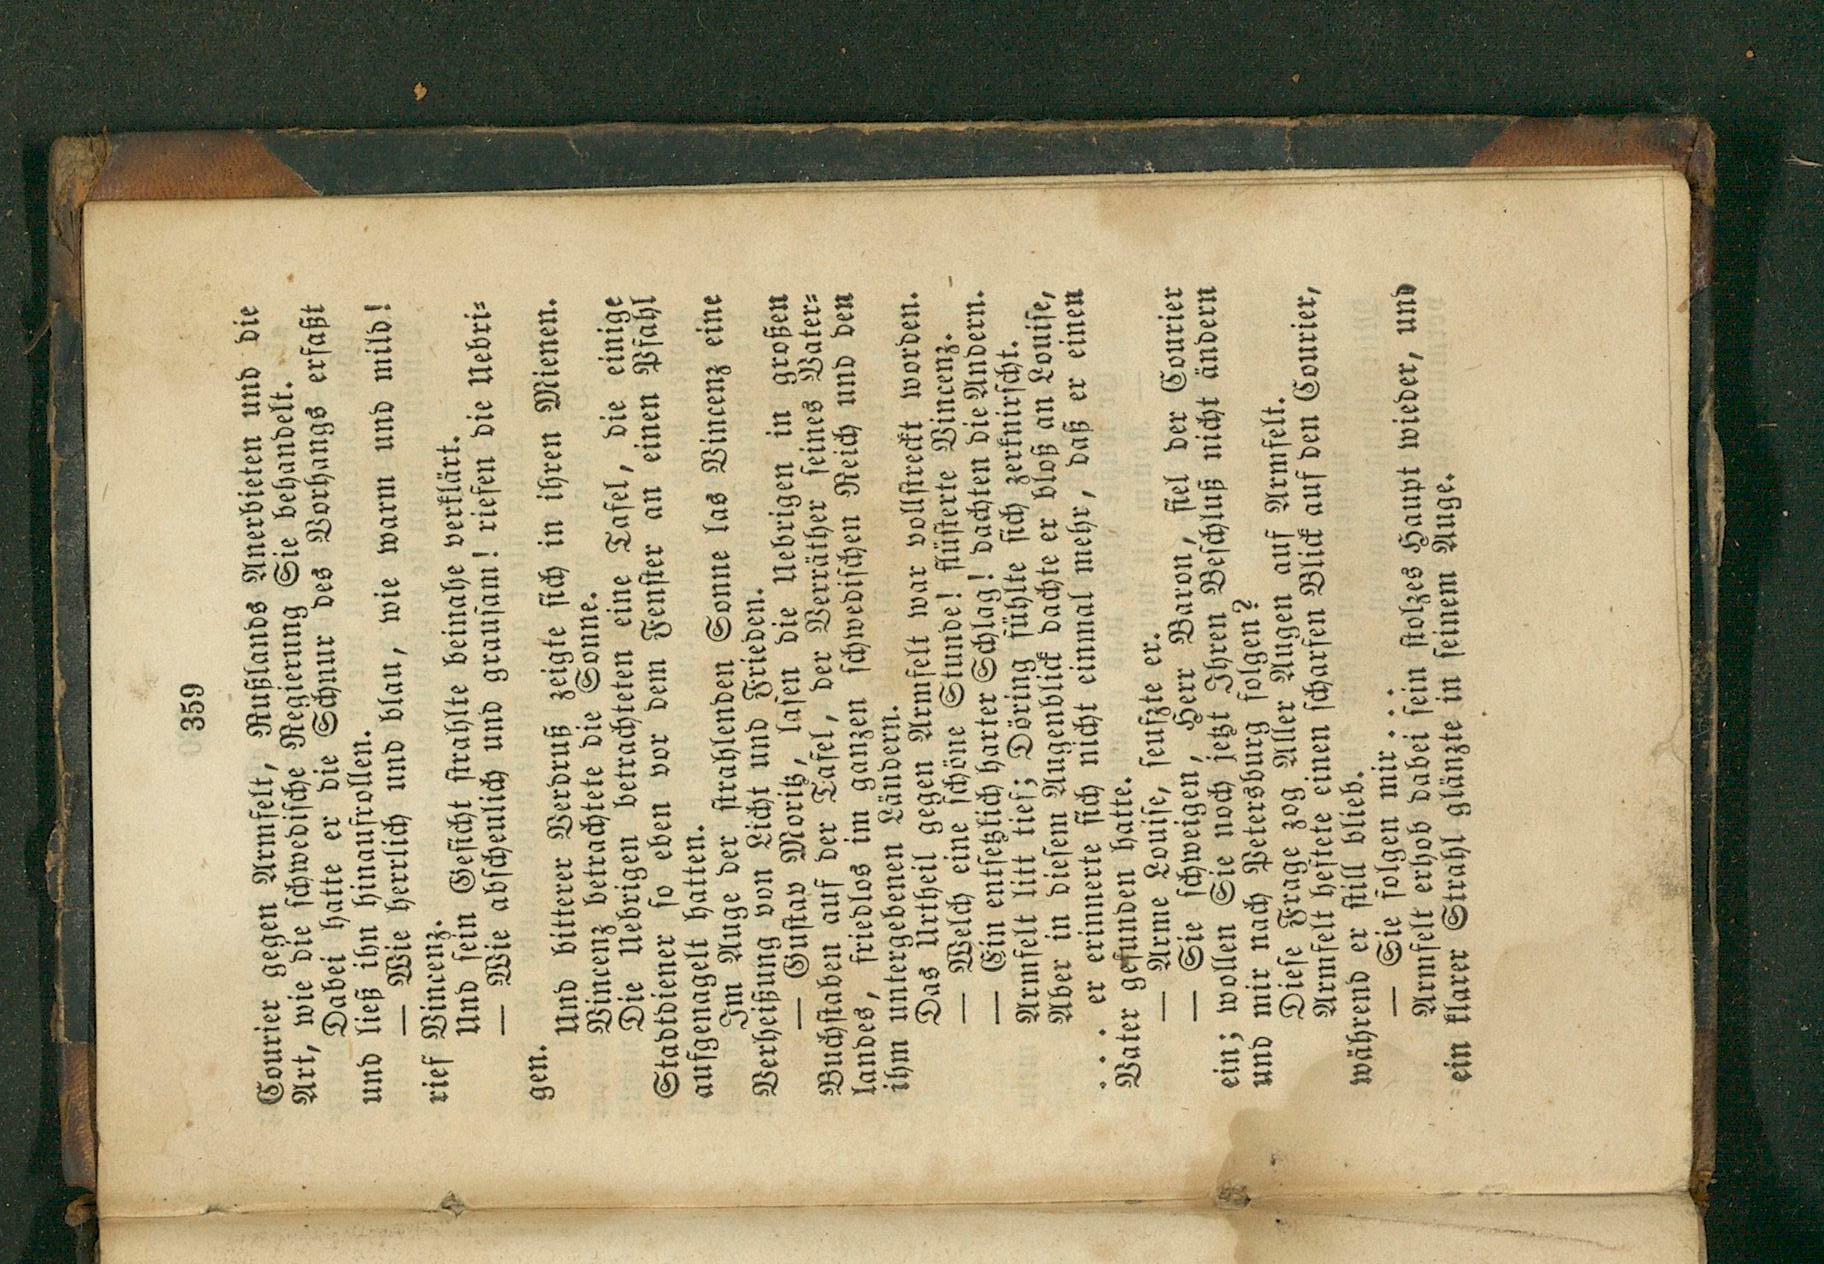 359
Courier gegen Armfelt, Rußlands Anerbieten und die
Art, wie die schwedische Regierung Sie behandelt.
Dabei hatte er die Schnur des Vorhangs erfaßt
und ließ ihn hinaufrollen.
— Wie herrlich und blau, wie warm und mild!
rief Vincenz.
Und sein Gesicht strahlte beinahe verklärt.
— Wie abscheulich und grausam! riefen die Uebri-
gen.
Und bitterer Verdruß zeigte sich in ihren Mienen.
Vincenz betrachtete die Sonne.
Die Uebrigen betrachteten eine Tafel, die einige
Stadtdiener so eben vor dem Fenster an einen Pfahl
aufgenaggelt hatten.
Im Auge der strahlenden Sonne las Vincenz eine
Verheißung von Licht und Frieden.
— Gustav Moritz, lasen die Uebrigen in großen
Buchstaben auf der Tafel, der Verräther seines Vater-
landes, friedlos im ganzen schwedischen Reich und den
ihm untergebenen Ländern.
Das Urtheil gegen Armfelt war vollstreckt worden.
— Welch eine schöne Stunde! flüsterte Vincenz.
— Ein entsetzlich harter Schlag! dachten die Andern.
Armfelt litt tief; Döring fühlte sich zerknirscht.
Aber in diesem Augenblick dachte er bloß an Louise,
. . . er erinnerte sich nicht einmal mehr, daß er einen
Vater gefunden hatte.
— Arme Louise, seufzte er.
— Sie schweigen, Herr Baron, fiel der Courier
ein; wollen Sie noch jetzt Ihren Beschluß nicht ändern
und mir nach Petersburg folgen?
Diese Frage zog Aller Augen auf Armfelt.
Armfelt heftete einen scharfen Blick auf den Courier,
während er still blieb.
— Sie folgen mir . . .
Armfelt erhob dabei sein stolzes Haupt wieder, und
ein klarer Strahl glänzte in seinem Auge.